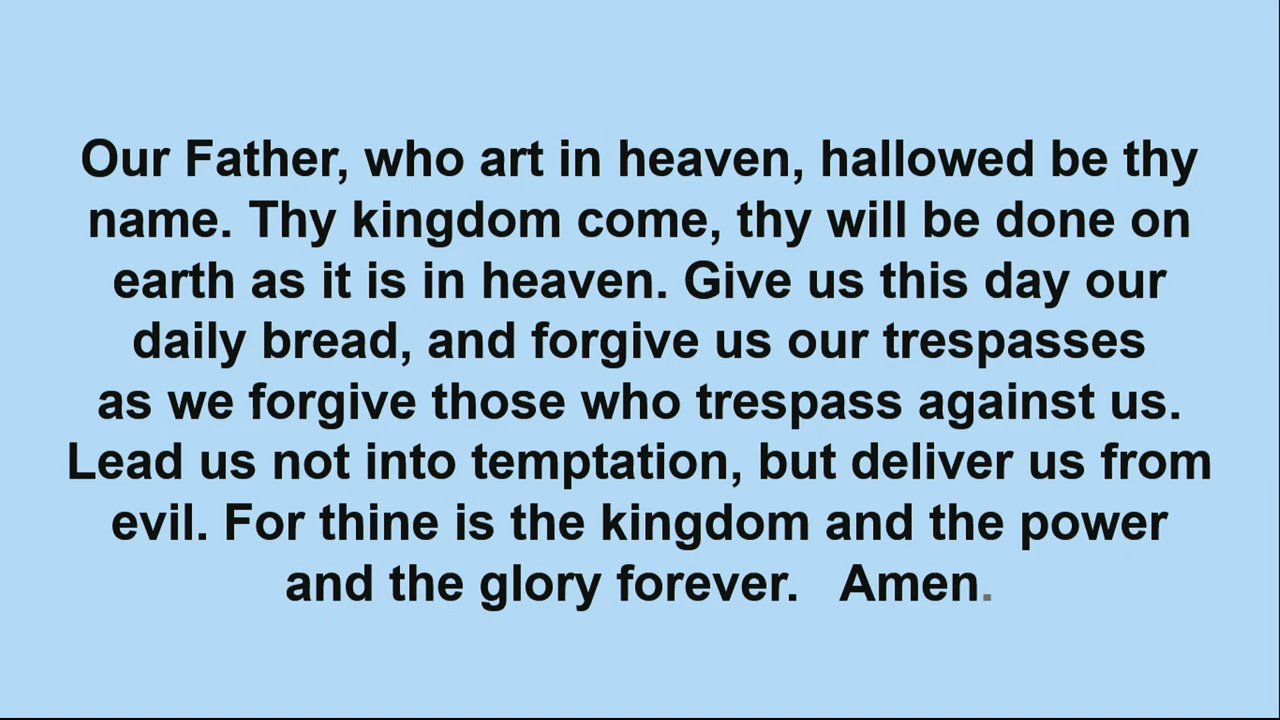 Our Father, who art in heaven, hallowed be thy
name. Thy kingdom come, thy will be done on
earth as it is in heaven. Give us this day our
daily bread, and forgive us our trespasses
as we forgive those who trespass against us.
Lead us not into temptation, but deliver us from
evil. For thine is the kingdom and the power
and the glory forever.   Amen.